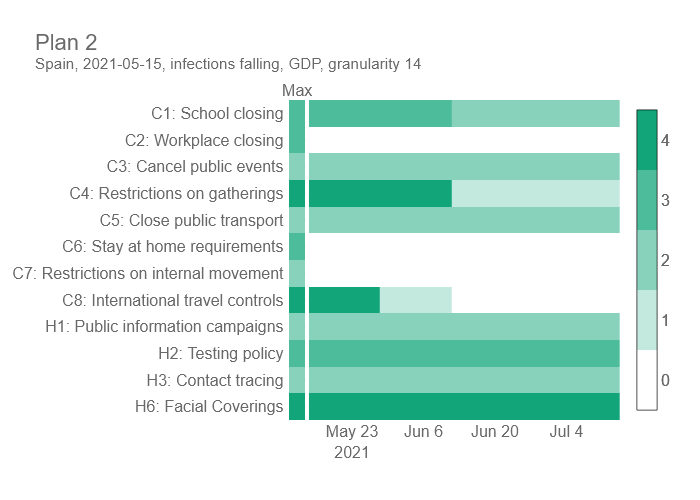 Plan 2
Spain, 2021-05-15, infections falling, GDP, granularity 14
Max
C1: School closing
C2: Workplace closing
C3: Cancel public events
C4: Restrictions on gatherings
C5: Close public transport
C6: Stay at home requirements
C7: Restrictions on internal movement
C8: International travel controls
H1: Public information campaigns
H2: Testing policy
H3: Contact tracing
H6: Facial Coverings
May 23 Jun 6 Jun 20 Jul 4
2021
4
3
2
1
0